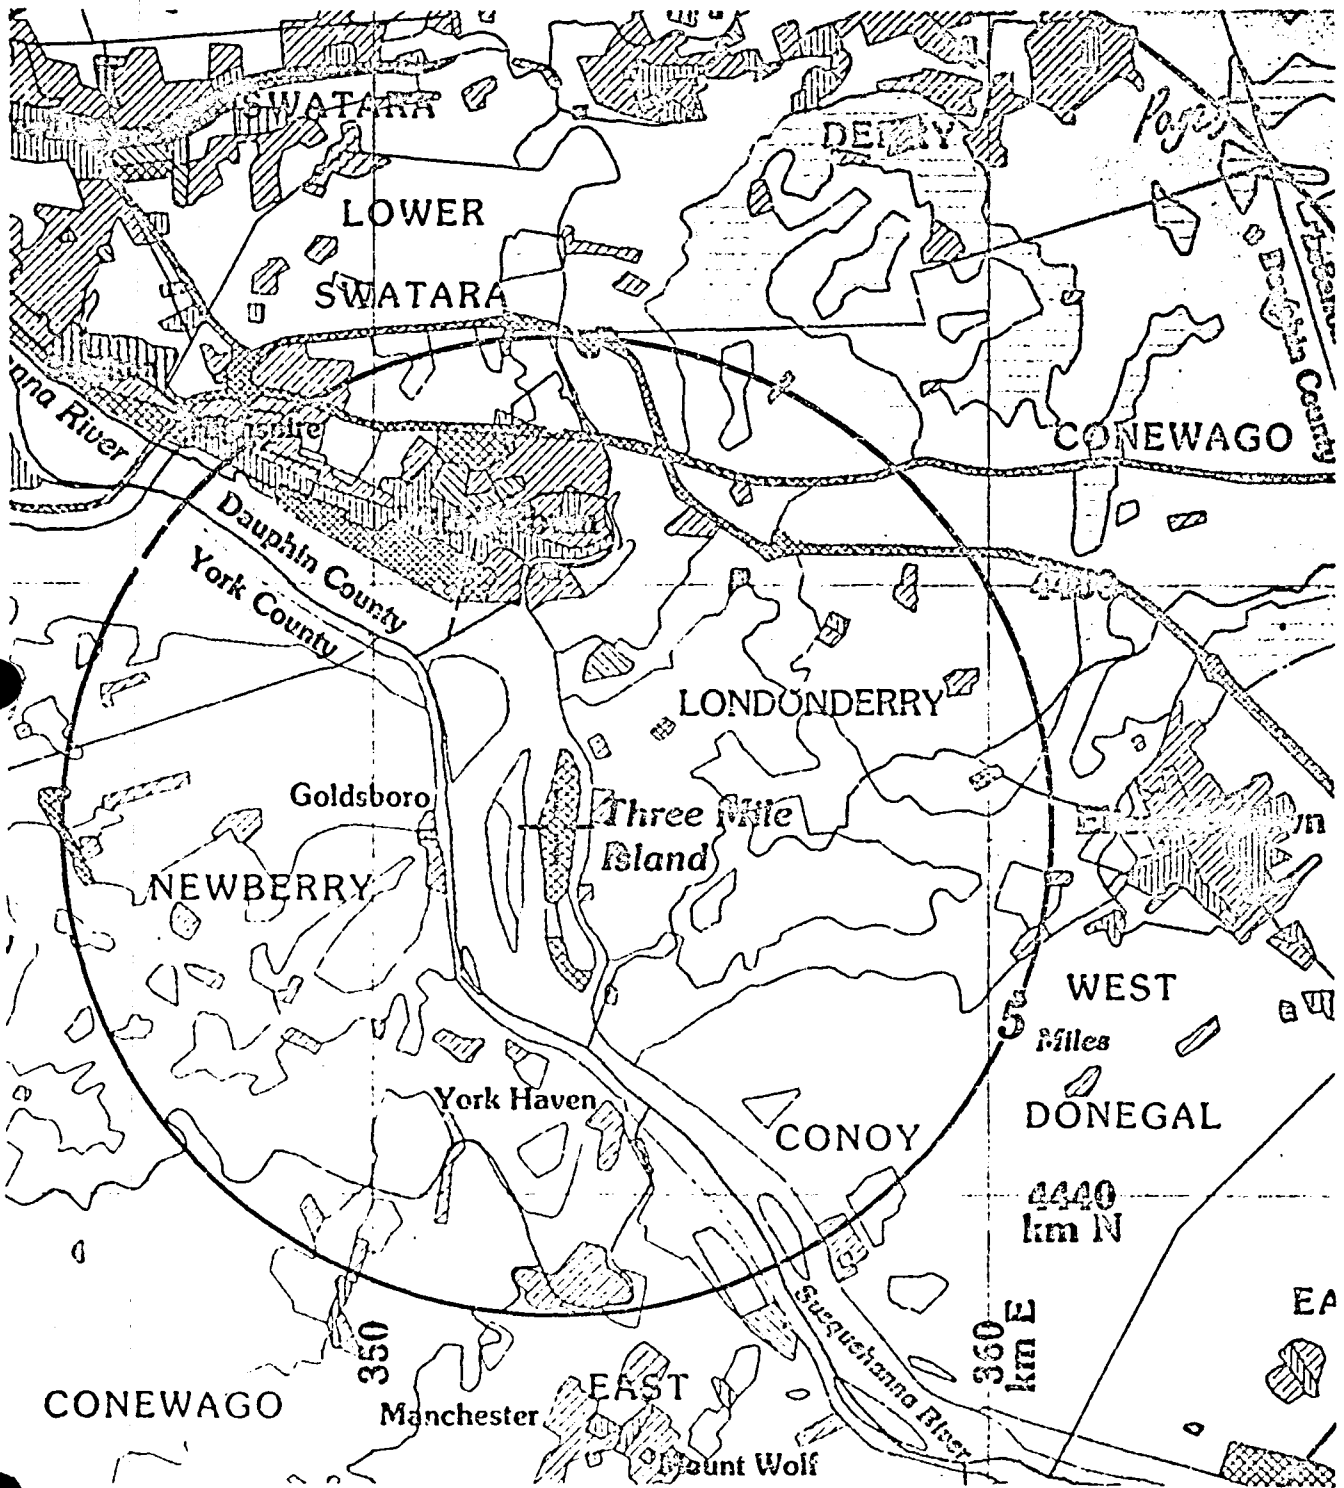 SWATARA
DERRY
LOWER
SWATARA
Dauphin County
CONEWAGO
River
Dauphin County
York County
LONDONDERRY
Goldsboro
Three Mile
Island
NEWBERRY
WEST
5
Miles
DONEGAL
York Haven
CONOY
4440
km N
Susquehanna River
350
360
km E
EA
CONEWAGO
Manchester
EAST
Mount Wolf